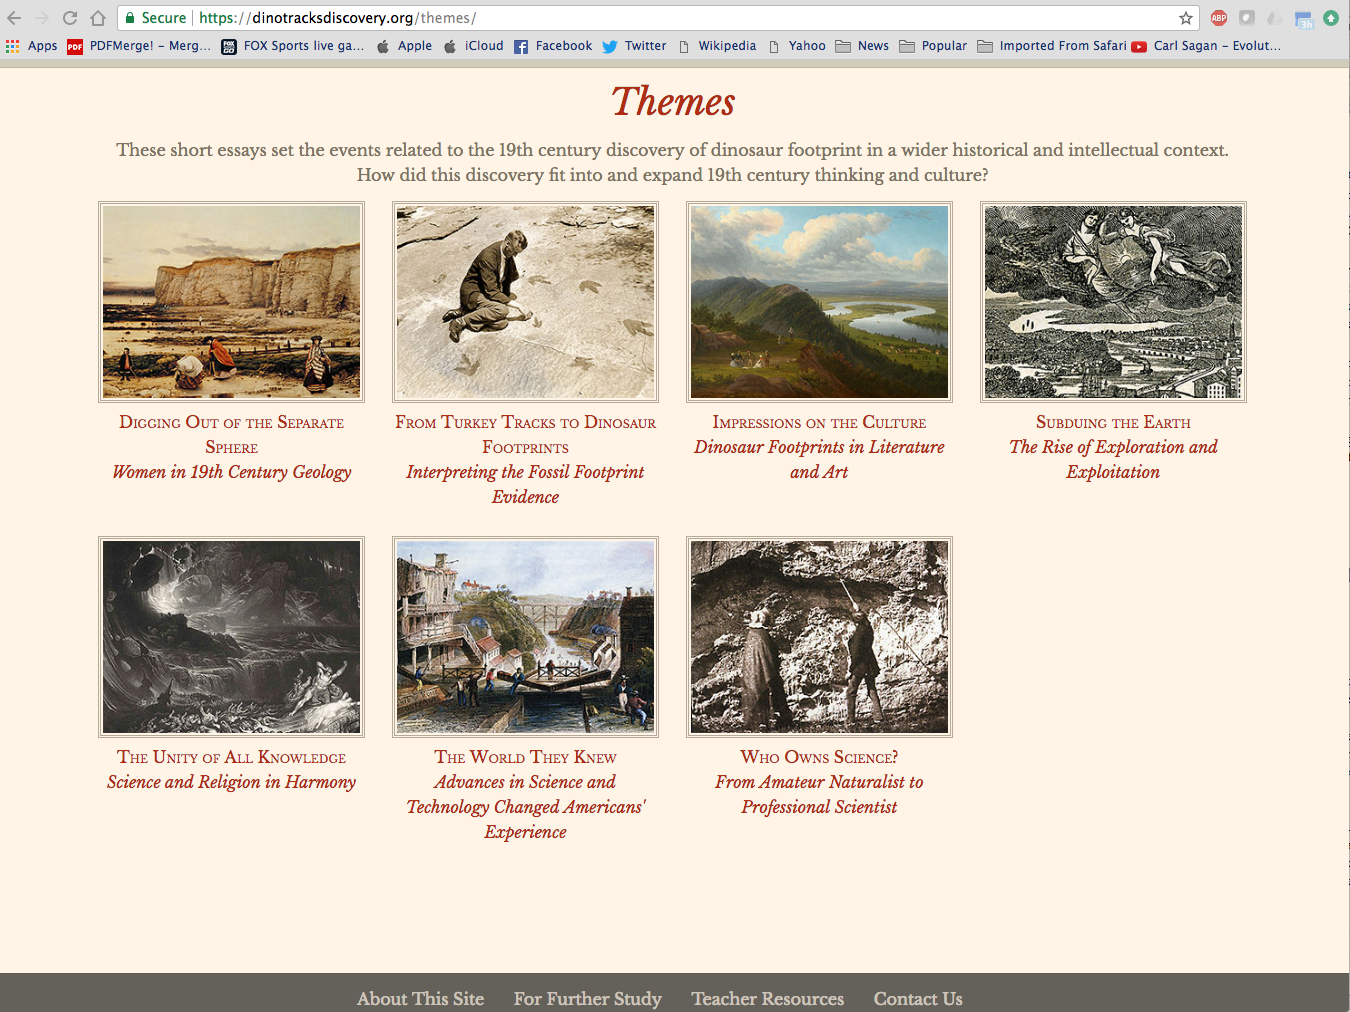 Secure https://dinotracksdiscovery.org/themes/ ABP 3h
Apps PDF PDFMerge! – Merg... FOX GO FOX Sports live ga... Apple iCloud Facebook Twitter Wikipedia Yahoo News Popular Imported From Safari Carl Sagan – Evolut...
Themes
These short essays set the events related to the 19th century discovery of dinosaur footprint in a wider historical and intellectual context.
How did this discovery fit into and expand 19th century thinking and culture?
Digging Out of the Separate
Sphere
Women in 19th Century Geology
From Turkey Tracks to Dinosaur
Footprints
Interpreting the Fossil Footprint
Evidence
Impressions on the Culture
Dinosaur Footprints in Literature
and Art
Subduing the Earth
The Rise of Exploration and
Exploitation
The Unity of All Knowledge
Science and Religion in Harmony
The World They Knew
Advances in Science and
Technology Changed Americans'
Experience
Who Owns Science?
From Amateur Naturalist to
Professional Scientist
About This Site For Further Study Teacher Resources Contact Us